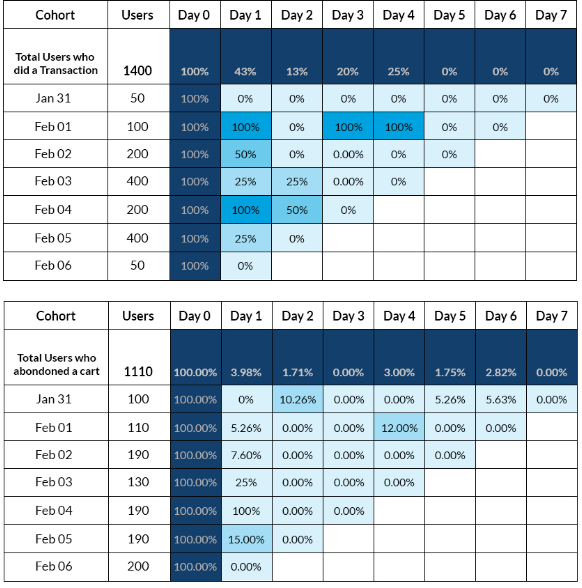 Cohort Users Day 0 Day 1 Day 2 Day 3 Day 4 Day 5 Day 6 Day 7
Total Users who
did a Transaction 1400 100% 43% 13% 20% 25% 0% 0% 0%
Jan 31 50 100% 0% 0% 0% 0% 0% 0% 0%
Feb 01 100 100% 100% 0% 100% 100% 0% 0%
Feb 02 200 100% 50% 0% 0.00% 0% 0%
Feb 03 400 100% 25% 25% 0.00% 0%
Feb 04 200 100% 100% 50% 0%
Feb 05 400 100% 25% 0%
Feb 06 50 100% 0%
Cohort Users Day 0 Day 1 Day 2 Day 3 Day 4 Day 5 Day 6 Day 7
Total Users who
abondoned a cart 1110 100.00% 3.98% 1.71% 0.00% 3.00% 1.75% 2.82% 0.00%
Jan 31 100 100.00% 0% 10.26% 0.00% 0.00% 5.26% 5.63% 0.00%
Feb 01 110 100.00% 5.26% 0.00% 0.00% 12.00% 0.00% 0.00%
Feb 02 190 100.00% 7.60% 0.00% 0.00% 0.00% 0.00%
Feb 03 130 100.00% 25% 0.00% 0.00% 0.00%
Feb 04 190 100.00% 100% 0.00% 0.00%
Feb 05 190 100.00% 15.00% 0.00%
Feb 06 200 100.00% 0.00%